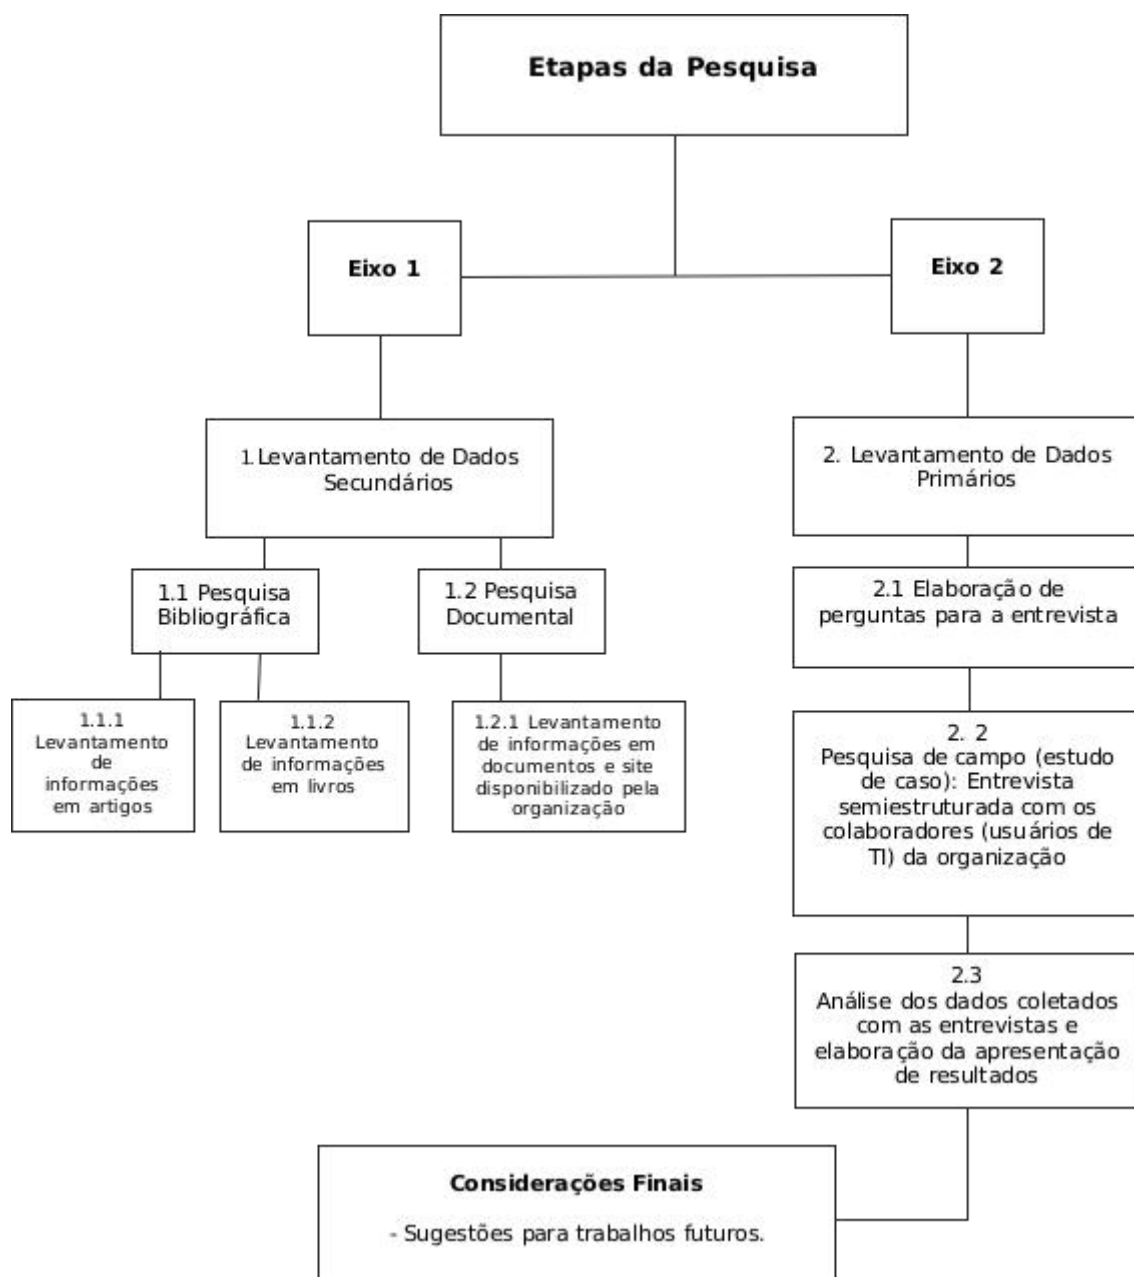 Etapas da Pesquisa
Eixo 1
Eixo 2
1.Levantamento de Dados
Secundários
2. Levantamento de Dados
Primários
1.1 Pesquisa
Bibliográfica
1.2 Pesquisa
Documental
2.1 Elaboração de
perguntas para a entrevista
1.1.1
Levantamento
de
informações
em artigos
1.1.2
Levantamento
de informações
em livros
1.2.1 Levantamento
de informações em
documentos e site
disponibilizado pela
organização
2. 2
Pesquisa de campo (estudo
de caso): Entrevista
semiestruturada com os
colaboradores (usuários de
TI) da organização
2.3
Análise dos dados coletados
com as entrevistas e
elaboração da apresentação
de resultados
Considerações Finais
- Sugestões para trabalhos futuros.